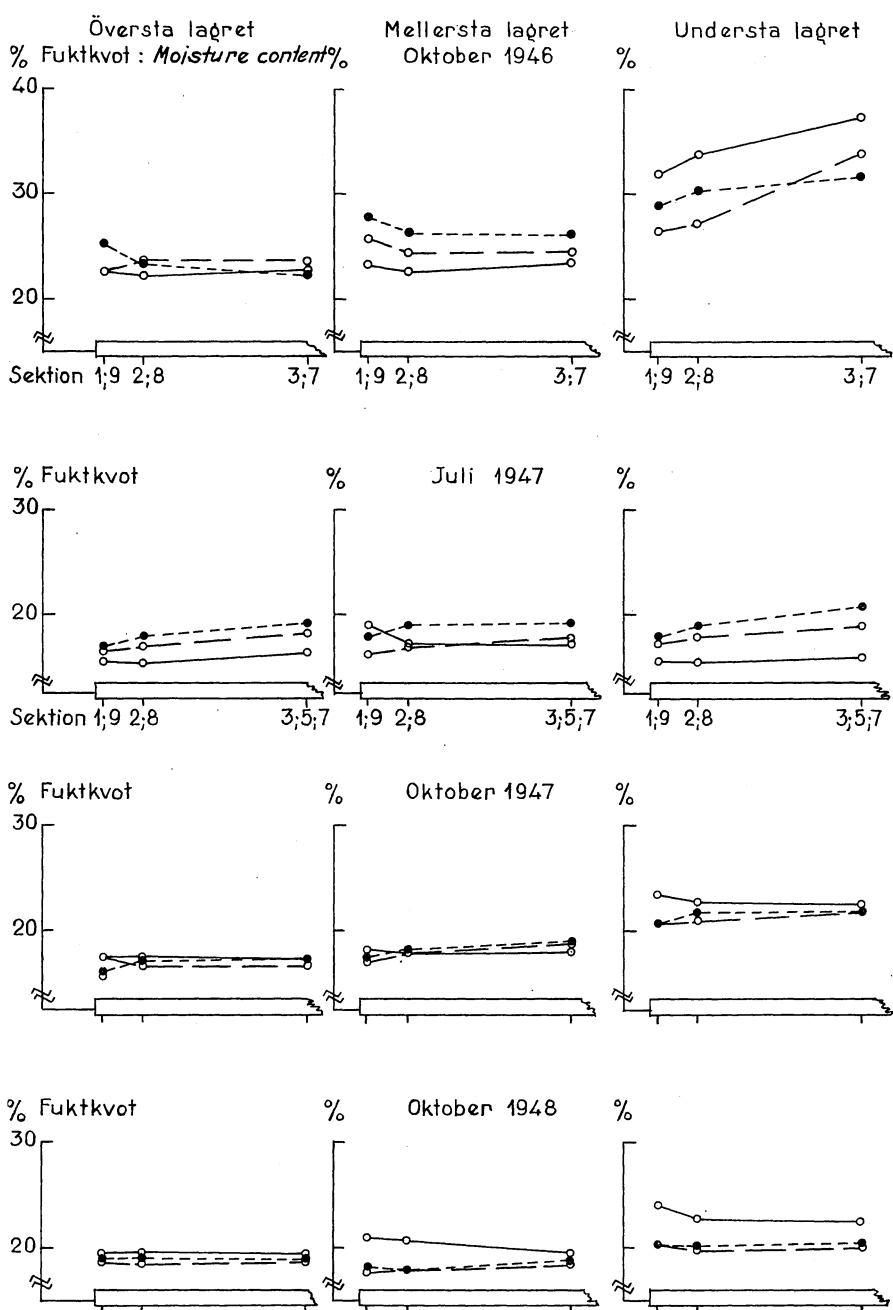 Översta lagret Mellersta lagret Understa lagret
% Fuktkvot : Moisture content % Oktober 1946 %
40
30
20
Sektion 1;9 2;8 3;7 1;9 2;8 3;7 1;9 2;8 3;7
% Fuktkvot % Juli 1947 %
30
20
Sektion 1;9 2;8 3;5;7 1;9 2;8 3;5;7 1;9 2;8 3;5;7
% Fuktkvot % Oktober 1947 %
30
20
% Fuktkvot % Oktober 1948 %
30
20